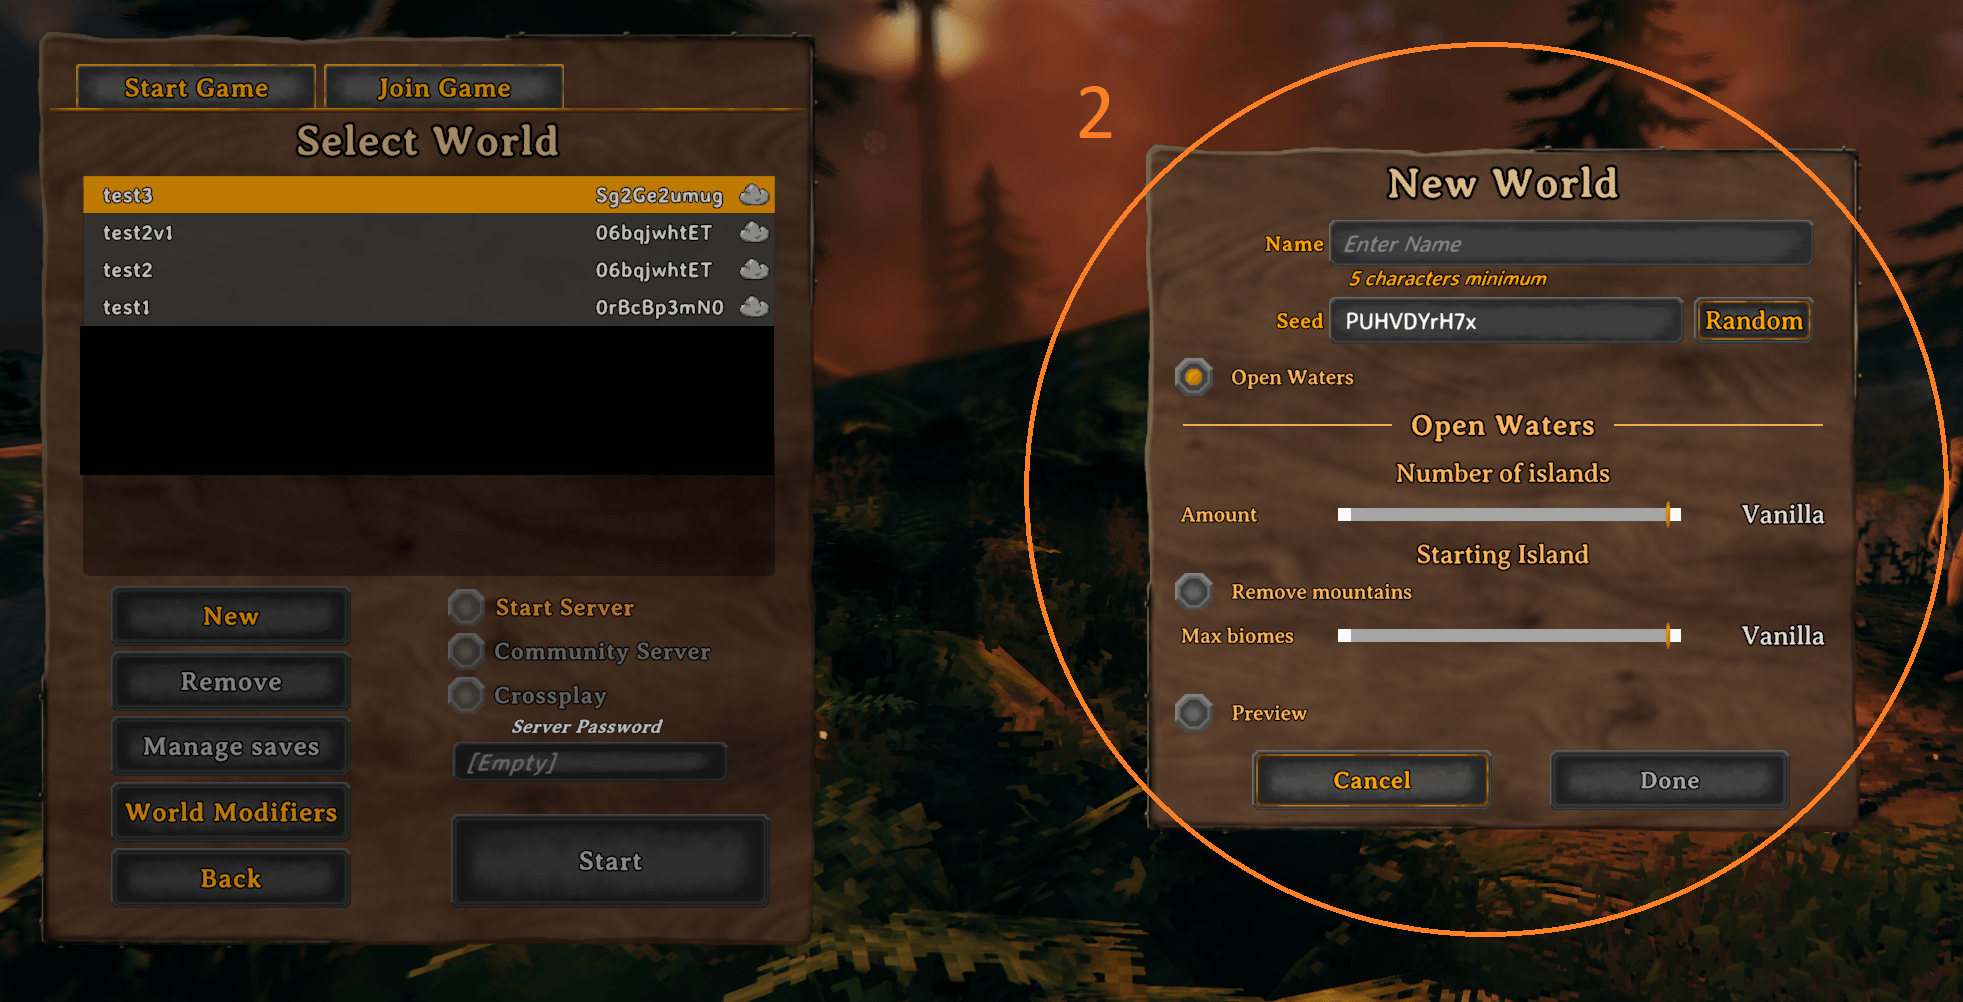 Start Game
Join Game
Select World
test3 Sg2Ge2umug
test2v1 06bqjwhtET
test2 06bqjwhtET
test1 0rBcBp3mN0
New
Remove
Manage saves
World Modifiers
Back
Start Server
Community Server
Crossplay
Server Password
[Empty]
Start
2
New World
Name Enter Name
5 characters minimum
Seed PUHVDYrH7x Random
Open Waters
Open Waters
Number of islands
Amount Vanilla
Starting Island
Remove mountains
Max biomes Vanilla
Preview
Cancel Done